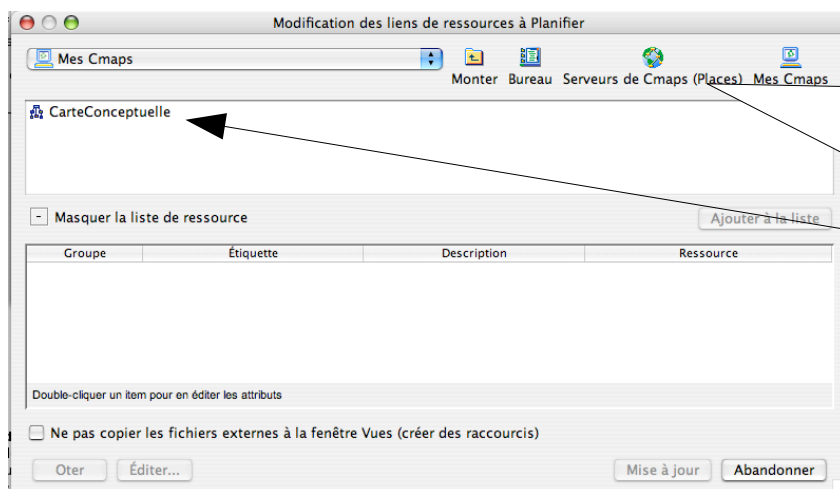 Modification des liens de ressources à Planifier
Mes Cmaps
Monter Bureau Serveurs de Cmaps (Places) Mes Cmaps
CarteConceptuelle
- Masquer la liste de ressource
Ajouter à la liste
Groupe Étiquette Description Ressource
Double-cliquer un item pour en éditer les attributs
Ne pas copier les fichiers externes à la fenêtre Vues (créer des raccourcis)
Oter Éditer... Mise à jour Abandonner